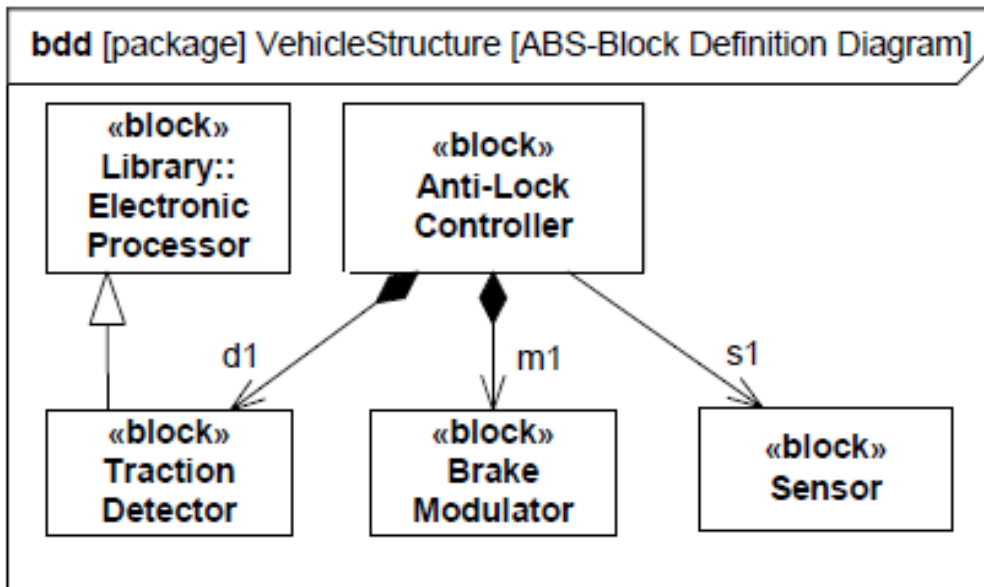 bdd [package] VehicleStructure [ABS-Block Definition Diagram]
«block»
Library::
Electronic
Processor
«block»
Anti-Lock
Controller
d1
m1
s1
«block»
Traction
Detector
«block»
Brake
Modulator
«block»
Sensor